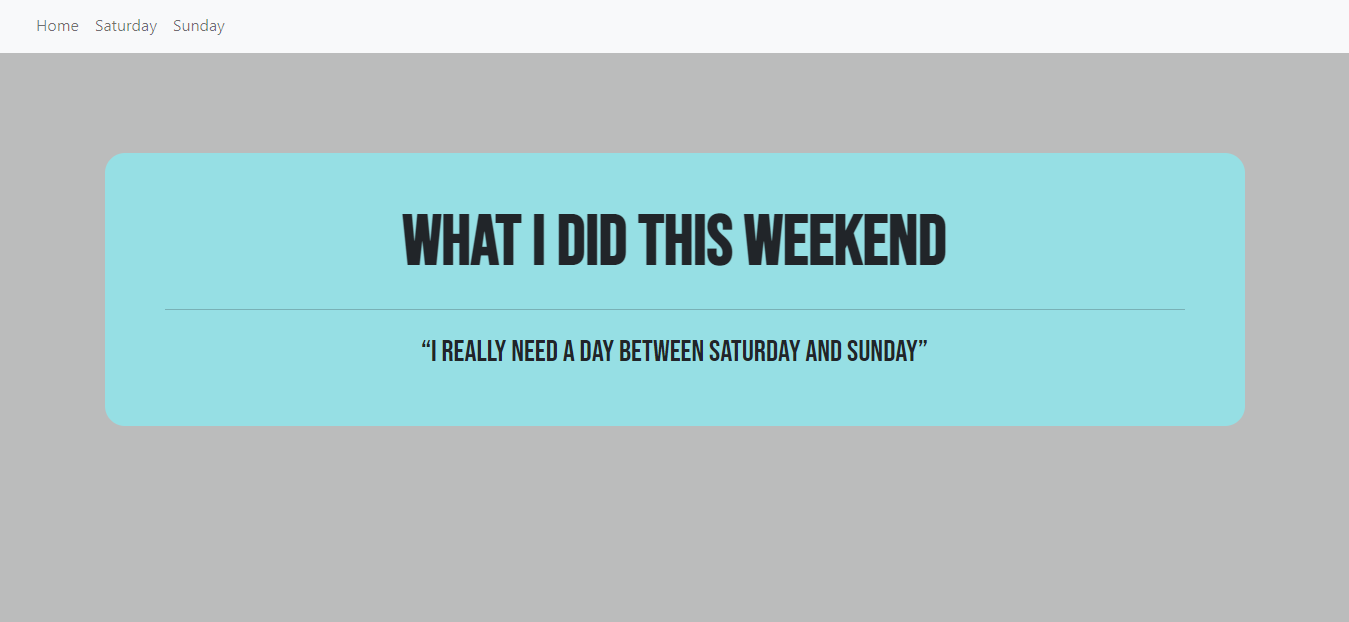 Home Saturday Sunday
WHAT I DID THIS WEEKEND
“I REALLY NEED A DAY BETWEEN SATURDAY AND SUNDAY”